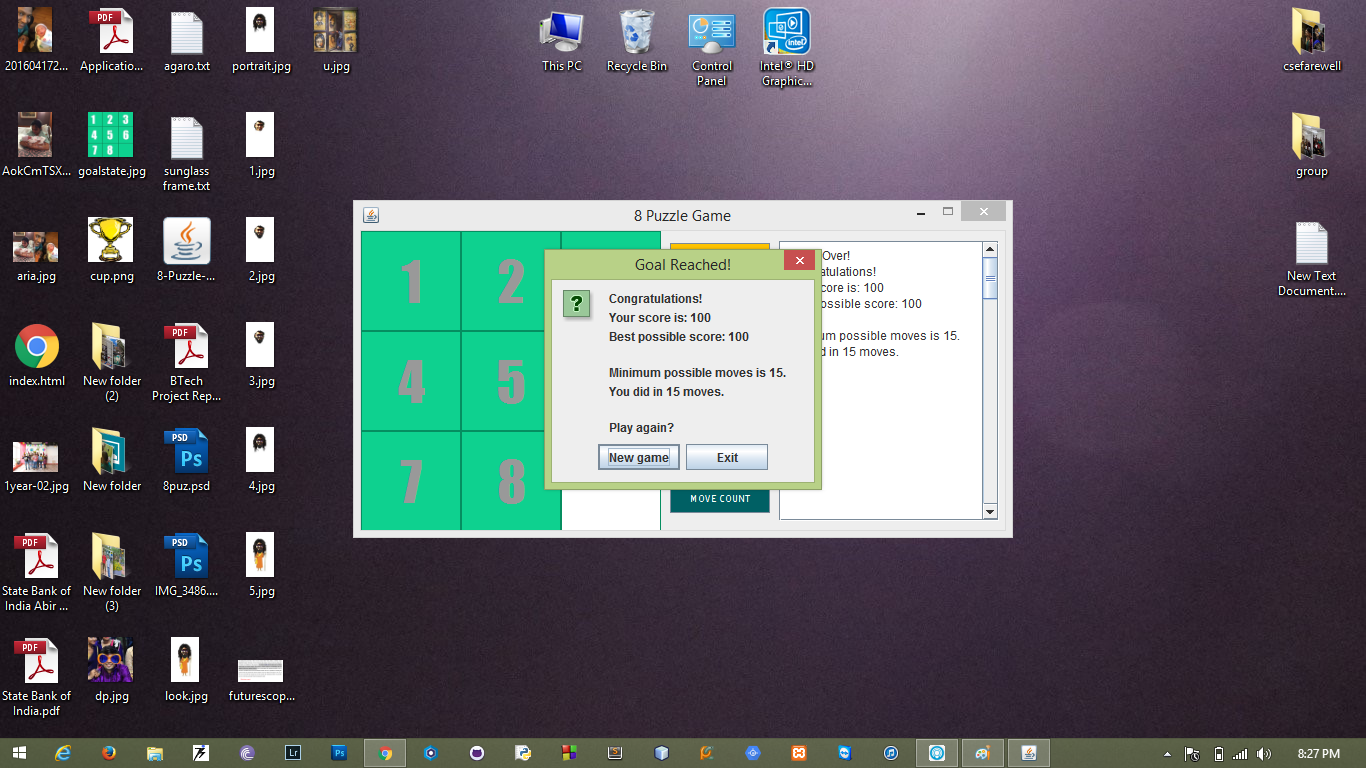 201604172...
Applicatio...
agaro.txt
portrait.jpg
u.jpg
This PC
Recycle Bin
Control
Panel
Intel® HD
Graphic...
csefarewell
AokCmTSX...
1 2 3
4 5 6
7 8
goalstate.jpg
sunglass
frame.txt
1.jpg
group
aria.jpg
cup.png
8-Puzzle-...
2.jpg
New Text
Document....
index.html
New folder
(2)
PDF
BTech
Project Rep...
3.jpg
1year-02.jpg
New folder
PSD
Ps
8puz.psd
4.jpg
PDF
State Bank of
India Abir ...
New folder
(3)
PSD
Ps
IMG_3486....
5.jpg
PDF
State Bank of
India.pdf
dp.jpg
look.jpg
futurescop...
PDF
intel
8 Puzzle Game
1 2
4 5
7 8
Goal Reached!
?
Congratulations!
Your score is: 100
Best possible score: 100
Minimum possible moves is 15.
You did in 15 moves.
Play again?
New game
Exit
MOVE COUNT
Over!
atulations!
core is: 100
ossible score: 100
um possible moves is 15.
d in 15 moves.
Lr
Ps
8:27 PM